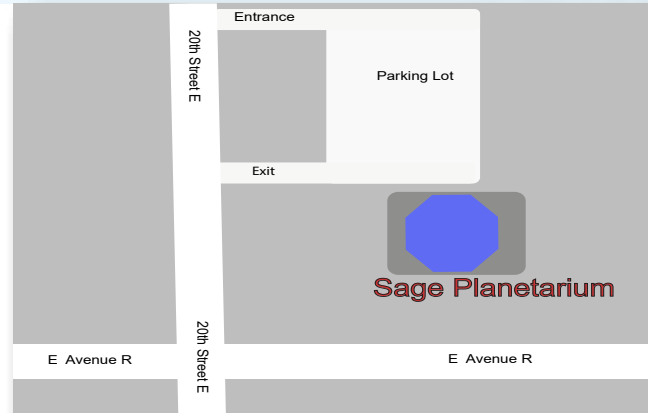 Entrance
20th Street E
Parking Lot
Exit
Sage Planetarium
20th Street E
E Avenue R
E Avenue R